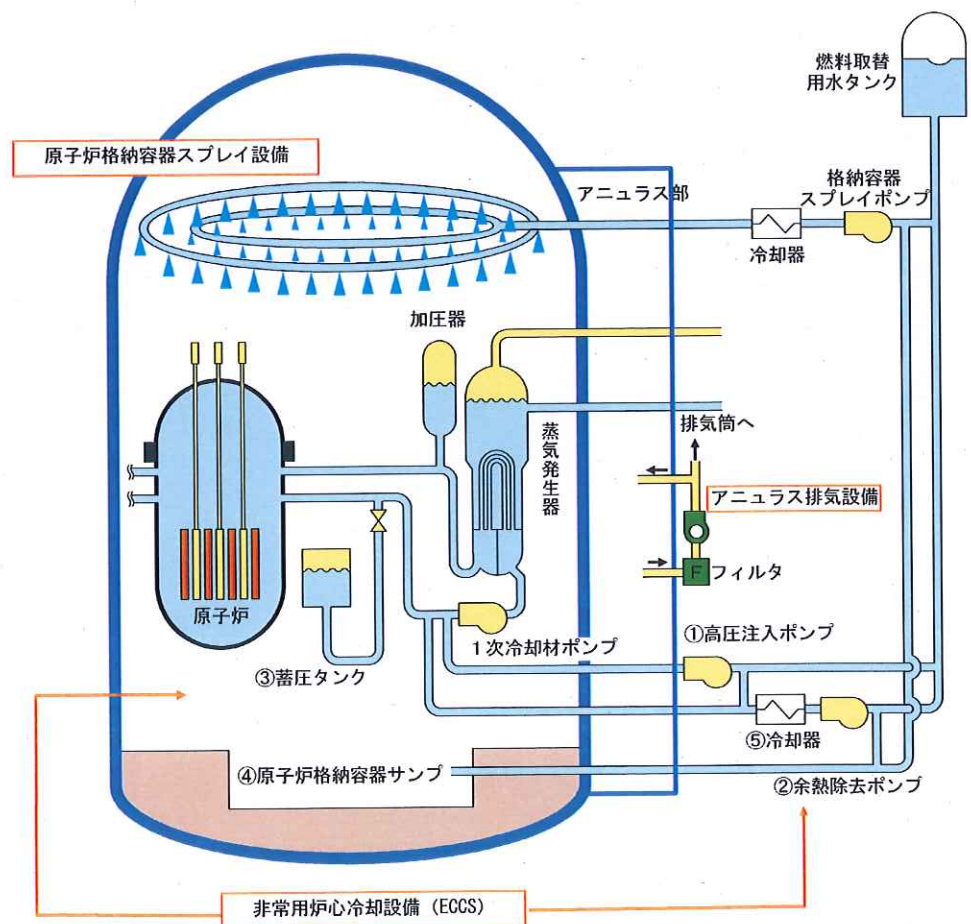 燃料取替
用水タンク
原子炉格納容器スプレイ設備
アニュラス部
格納容器
スプレイポンプ
冷却器
加圧器
蒸気発生器
排気筒へ
アニュラス排気設備
F
フィルタ
原子炉
1次冷却材ポンプ
①高圧注入ポンプ
③蓄圧タンク
⑤冷却器
④原子炉格納容器サンプ
②余熱除去ポンプ
非常用炉心冷却設備 (ECCS)